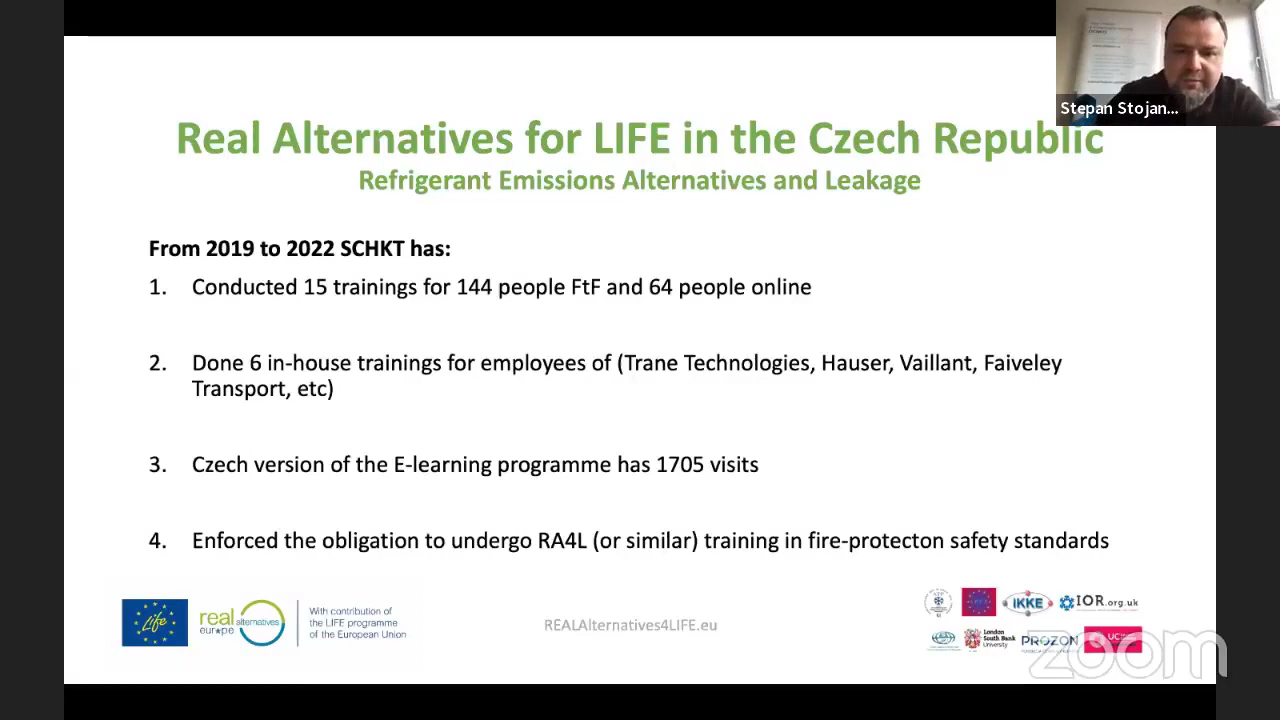 Stepan Stojan...
Real Alternatives for LIFE in the Czech Republic
Refrigerant Emissions Alternatives and Leakage
From 2019 to 2022 SCHKT has:
1. Conducted 15 trainings for 144 people FtF and 64 people online
2. Done 6 in-house trainings for employees of (Trane Technologies, Hauser, Vaillant, Faiveley
Transport, etc)
3. Czech version of the E-learning programme has 1705 visits
4. Enforced the obligation to undergo RA4L (or similar) training in fire-protecton safety standards
Life
real
alternatives
europe
With contribution of
the LIFE programme
of the European Union
REALAlternatives4LIFE.eu
IKKE
IOR.org.uk
London
South Bank
University
PROZON
zoom